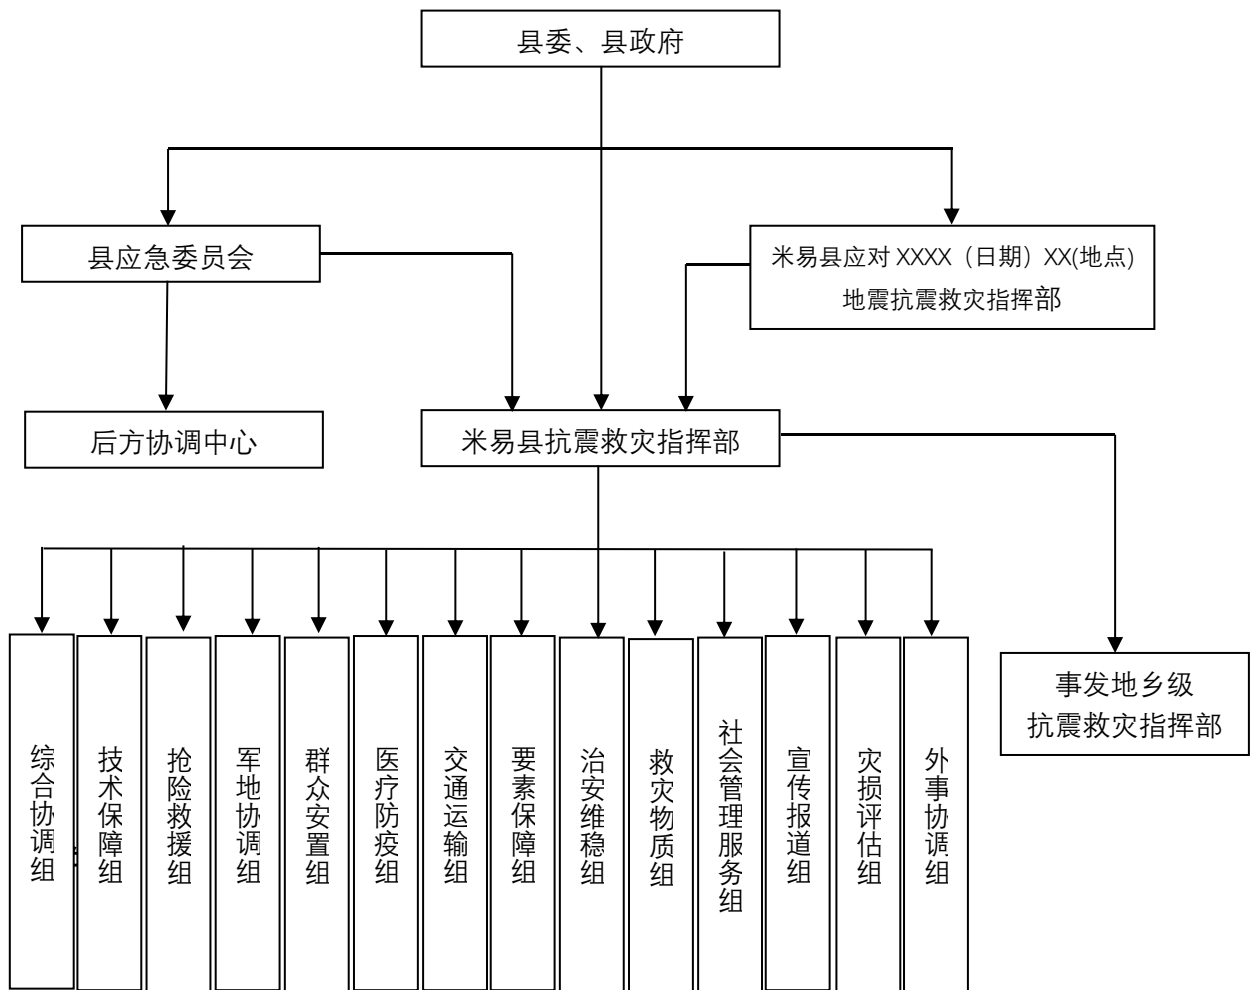 县委、县政府
县应急委员会
米易县应对 XXXX（日期）XX(地点)
地震抗震救灾指挥部
后方协调中心
米易县抗震救灾指挥部
事发地乡级
抗震救灾指挥部
综合协调组
技术保障组
抢险救援组
军地协调组
群众安置组
医疗防疫组
交通运输组
要素保障组
治安维稳组
救灾物质组
社会管理服务组
宣传报道组
灾损评估组
外事协调组